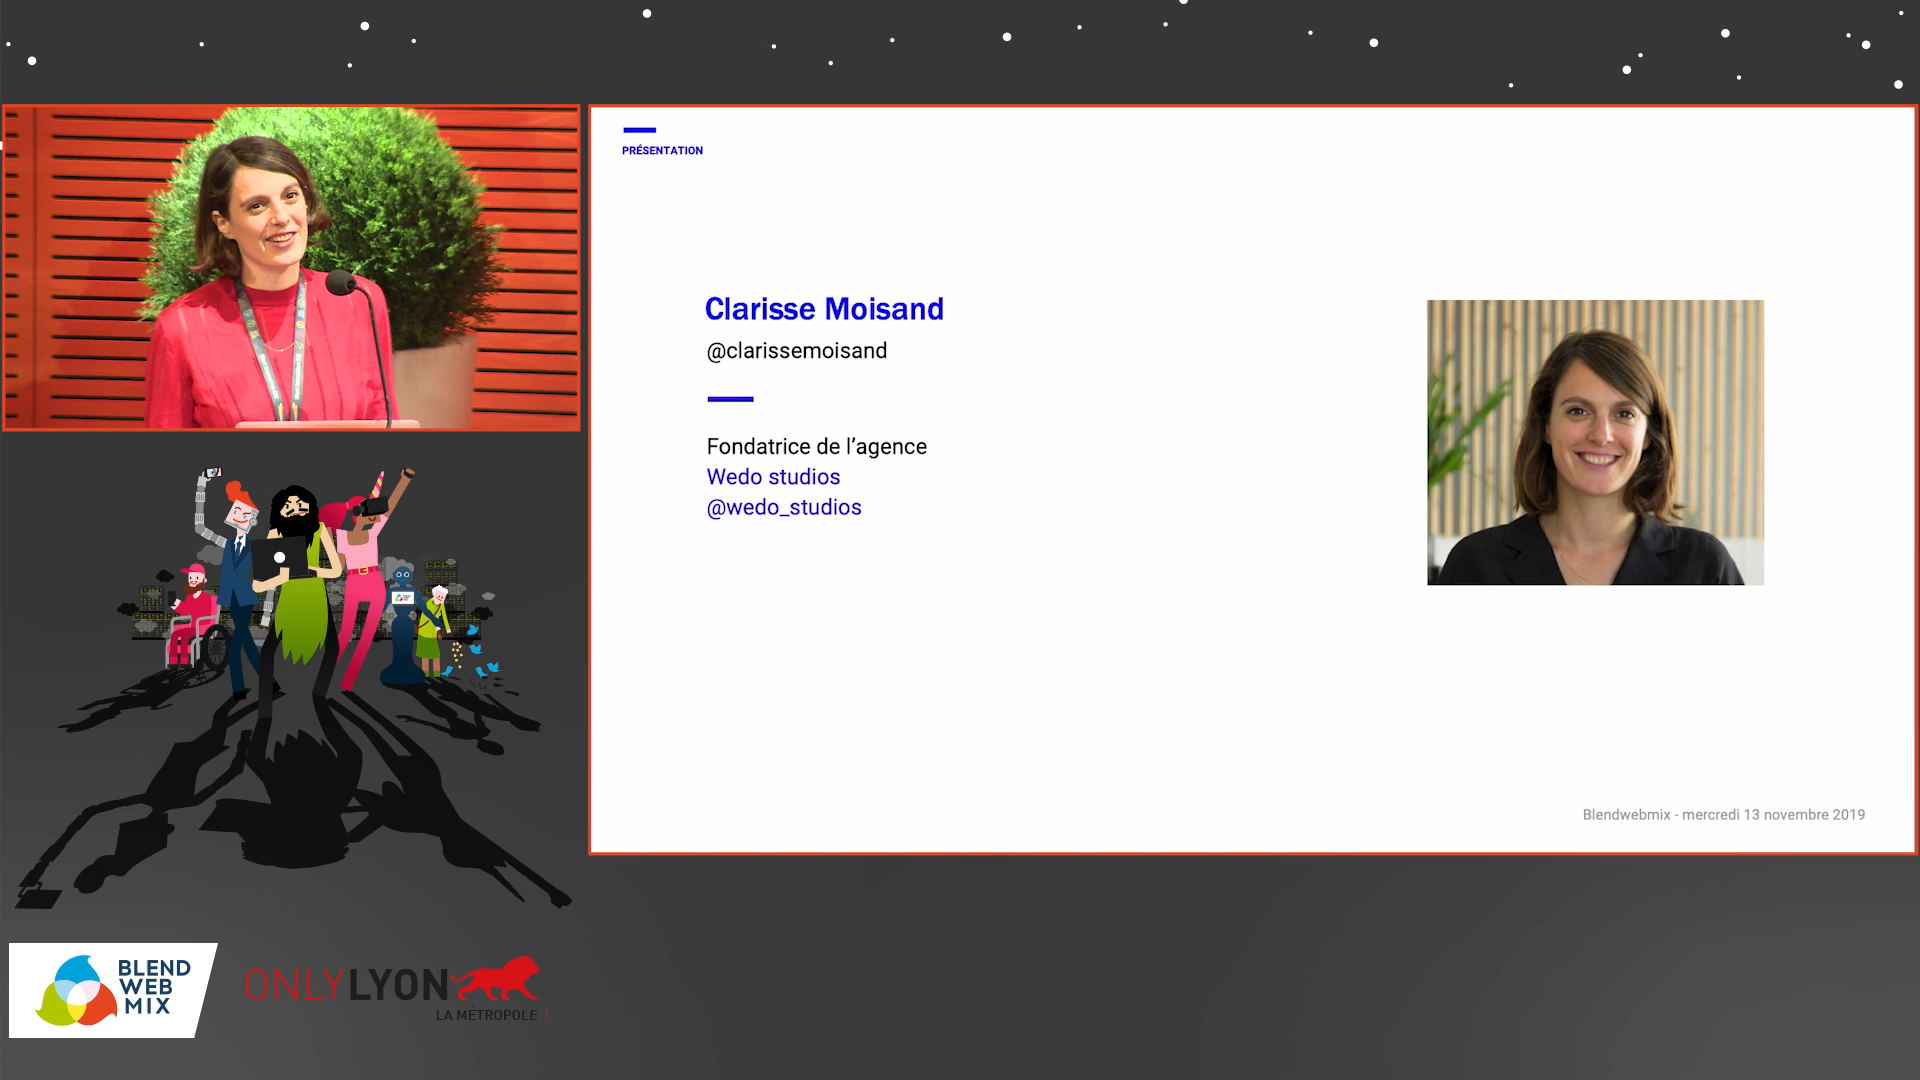 PRÉSENTATION
Clarisse Moisand
@clarissemoisand
Fondatrice de l’agence
Wedo studios
@wedo_studios
Blendwebmix - mercredi 13 novembre 2019
BLEND
WEB
MIX
ONLYLYON
LA MÉTROPOLE